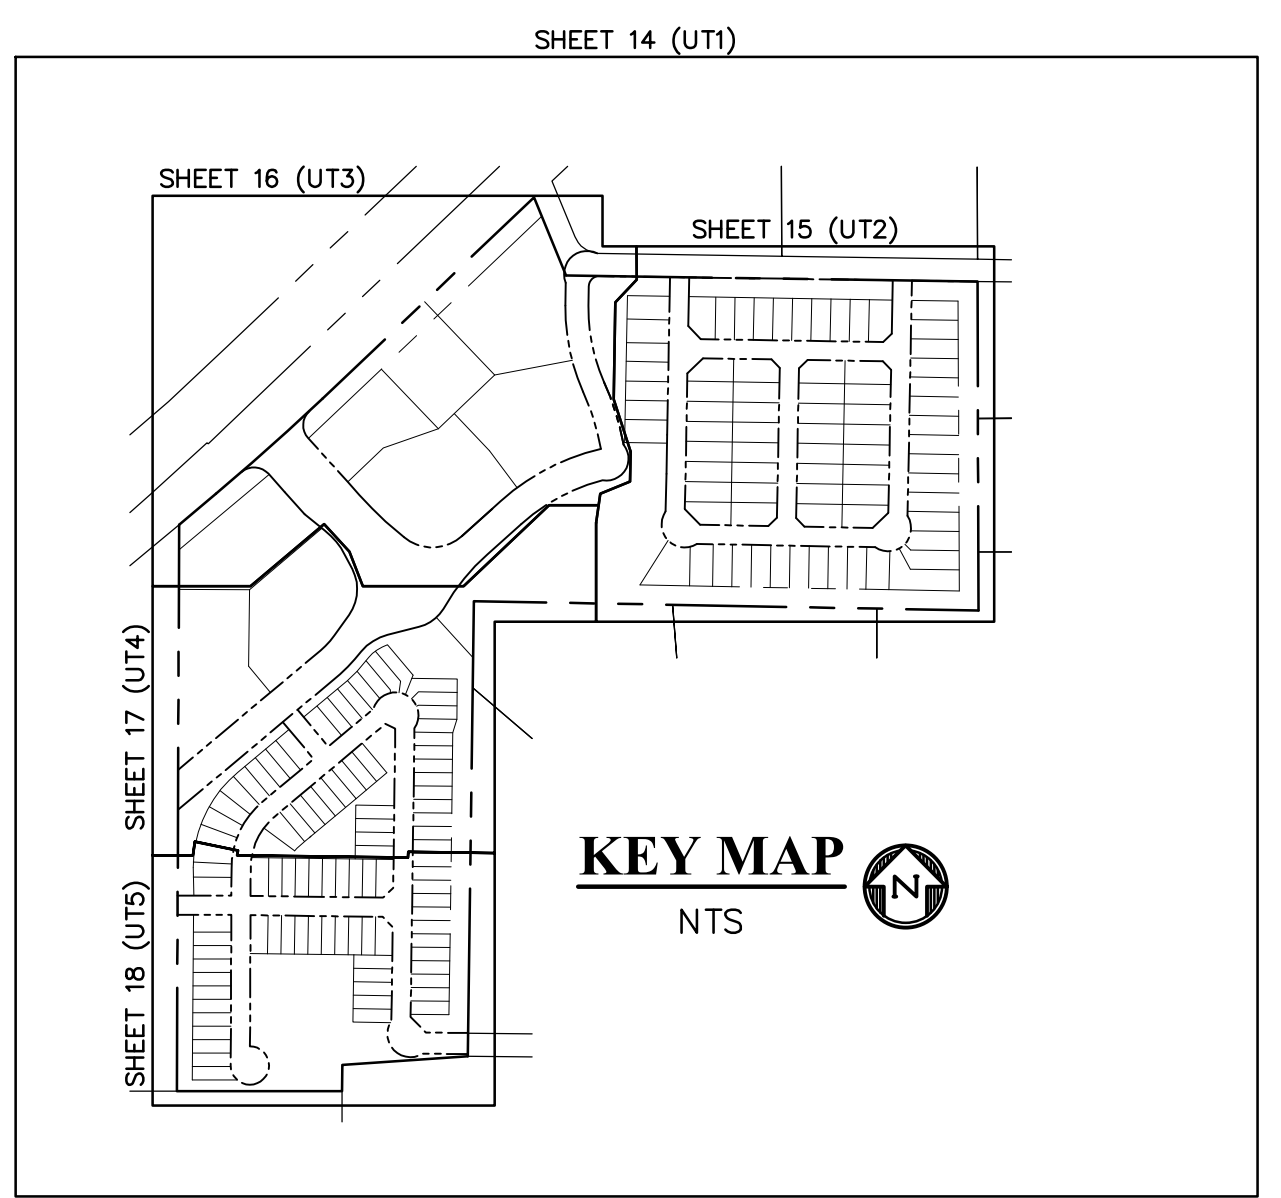 SHEET 14 (UT1)
SHEET 16 (UT3)
SHEET 15 (UT2)
SHEET 17 (UT4)
SHEET 18 (UT5)
KEY MAP
NTS
N